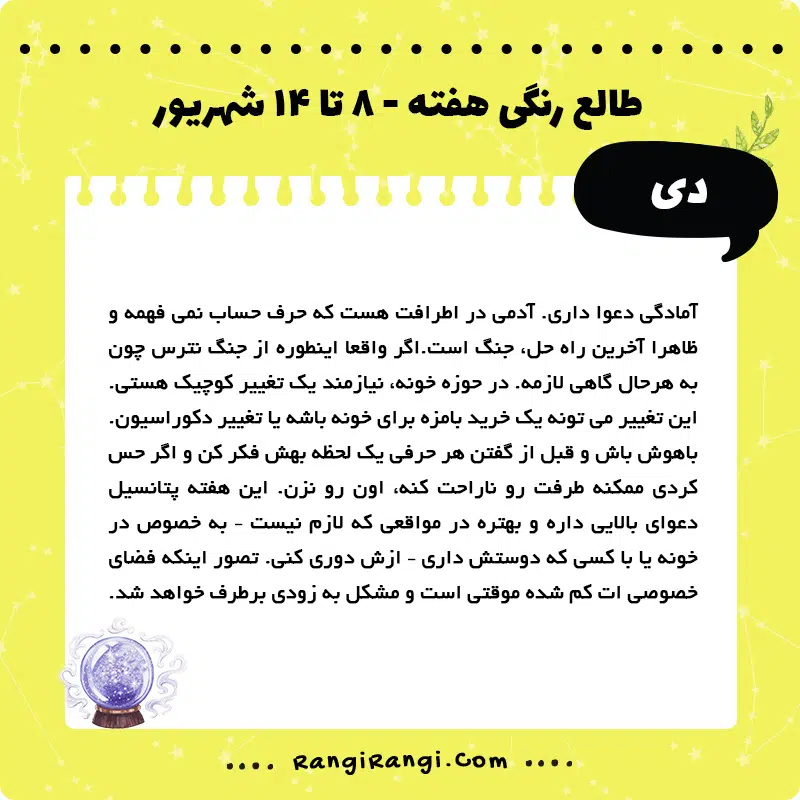 طالع رنگی هفته - ۸ تا ۱۴ شهریور
دی
آمادگی دعوا داری. آدمی در اطرافت هست که حرف حساب نمی فهمه و
ظاهرا آخرین راه حل، جنگ است.اگر واقعا اینطوره از جنگ نترس چون
به هرحال گاهی لازمه. در حوزه خونه، نیازمند یک تغییر کوچیک هستی.
این تغییر می تونه یک خرید بامزه برای خونه باشه یا تغییر دکوراسیون.
باهوش باش و قبل از گفتن هر حرفی یک لحظه بهش فکر کن و اگر حس
کردی ممکنه طرفت رو ناراحت کنه، اون رو نزن. این هفته پتانسیل
دعوای بالایی داره و بهتره در مواقعی که لازم نیست - به خصوص در
خونه یا با کسی که دوستش داری - ازش دوری کنی. تصور اینکه فضای
خصوصی ات کم شده موقتی است و مشکل به زودی برطرف خواهد شد.
.... RangiRangi.Com ....